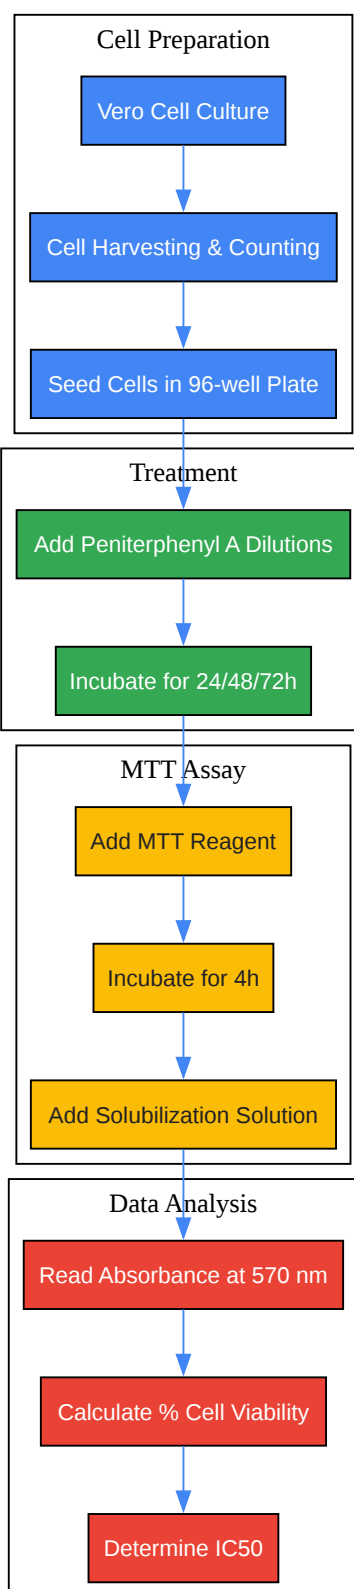 Cell Preparation
Vero Cell Culture
Cell Harvesting & Counting
Seed Cells in 96-well Plate
Treatment
Add Peniterphenyl A Dilutions
Incubate for 24/48/72h
MTT Assay
Add MTT Reagent
Incubate for 4h
Add Solubilization Solution
Data Analysis
Read Absorbance at 570 nm
Calculate % Cell Viability
Determine IC50